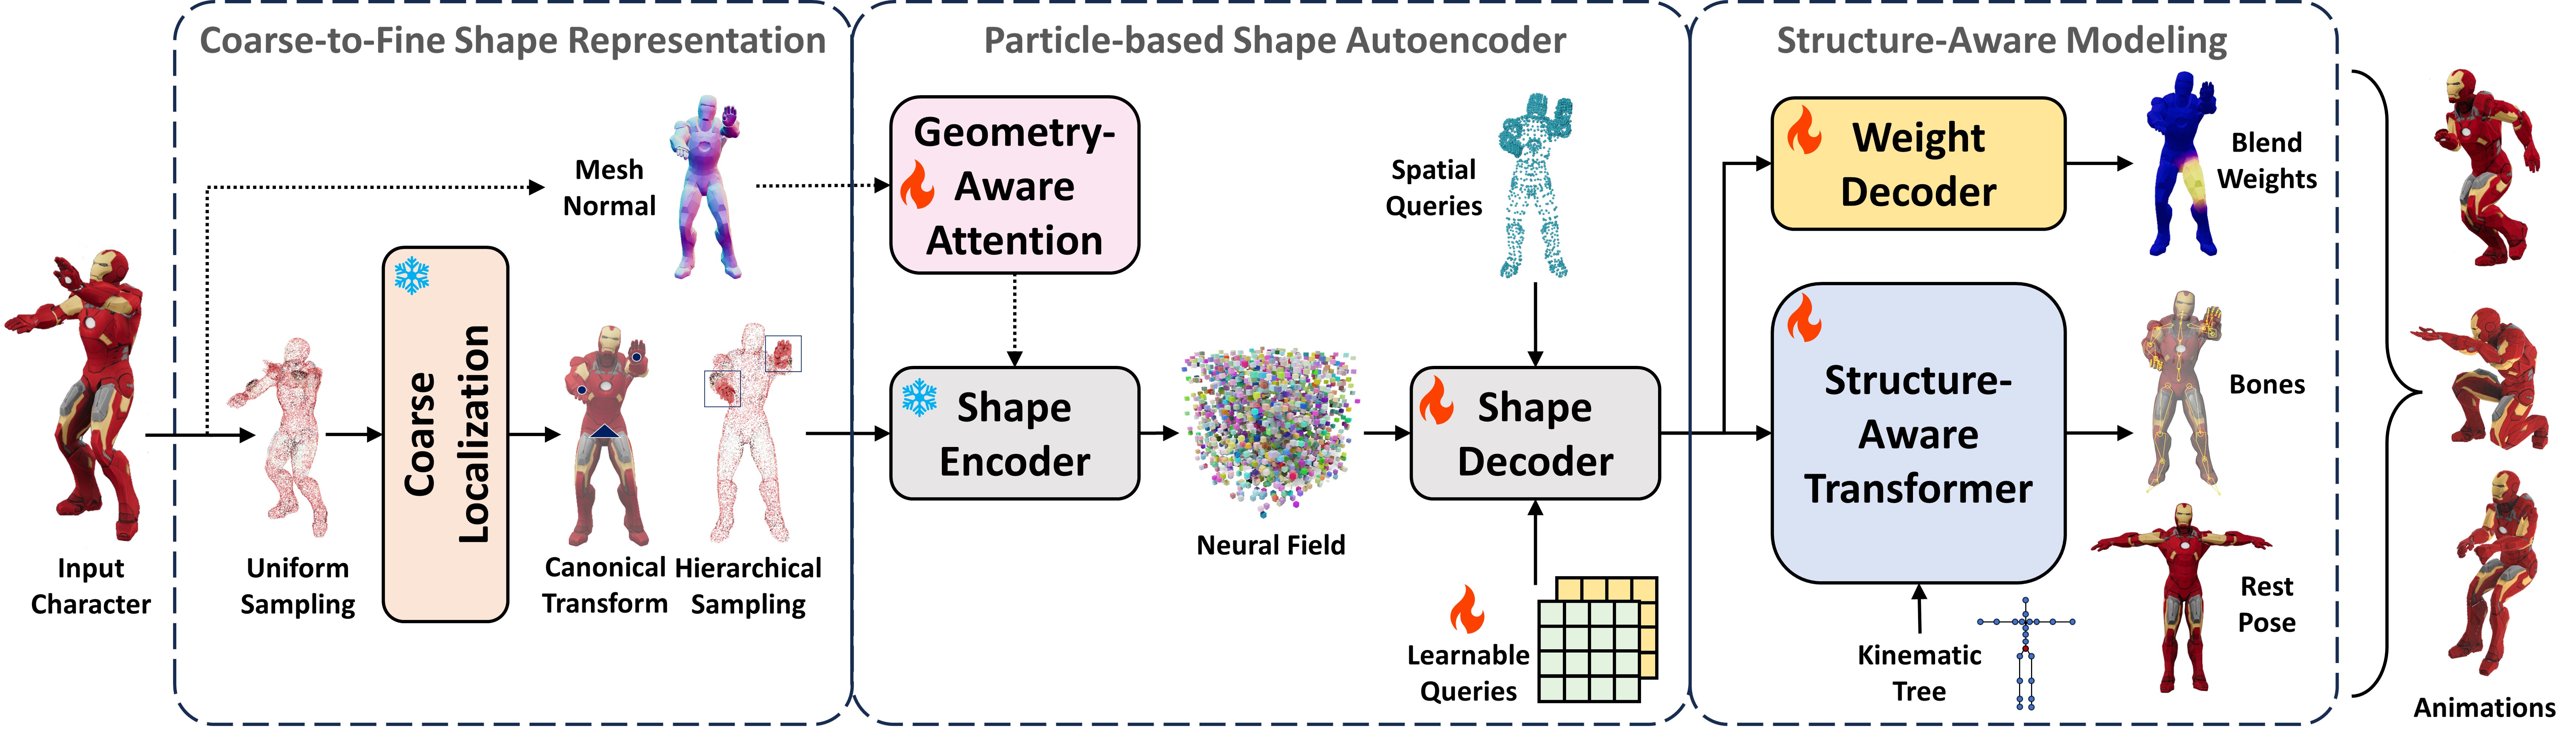 Coarse-to-Fine Shape Representation
Particle-based Shape Autoencoder
Structure-Aware Modeling
Input
Character
Mesh
Normal
Uniform
Sampling
Coarse
Localization
Canonical
Transform
Hierarchical
Sampling
Geometry-
Aware
Attention
Shape
Encoder
Neural Field
Spatial
Queries
Shape
Decoder
Learnable
Queries
Weight
Decoder
Blend
Weights
Structure-
Aware
Transformer
Bones
Kinematic
Tree
Rest
Pose
Animations